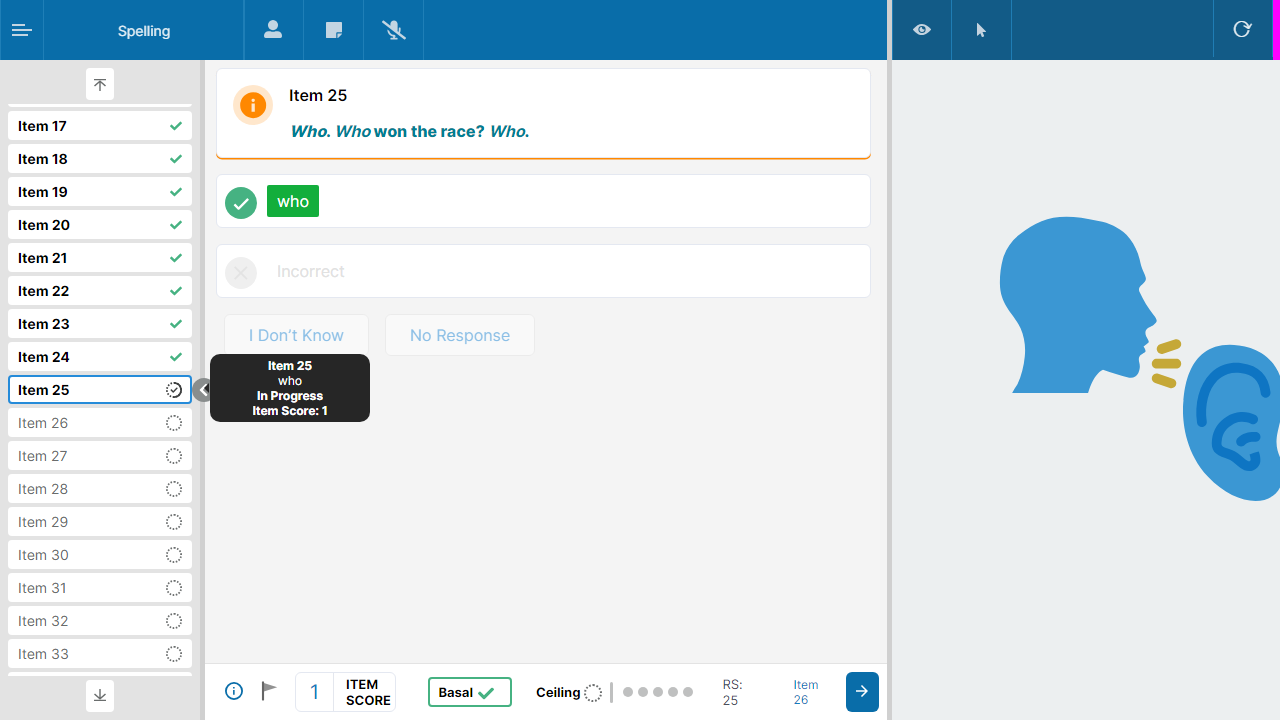 Spelling
Item 17
Item 18
Item 19
Item 20
Item 21
Item 22
Item 23
Item 24
Item 25
Item 26
Item 27
Item 28
Item 29
Item 30
Item 31
Item 32
Item 33
Item 25
Who. Who won the race? Who.
who
Incorrect
I Don't Know
No Response
Item 25
who
In Progress
Item Score: 1
1
ITEM
SCORE
Basal
Ceiling
RS:
25
Item
26